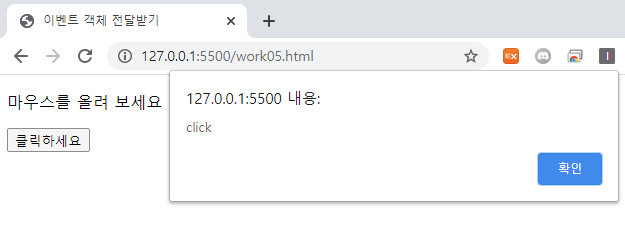 이벤트 객체 전달받기
127.0.0.1:5500/work05.html
마우스를 올려 보세요
클릭하세요
127.0.0.1:5500 내용:
click
확인